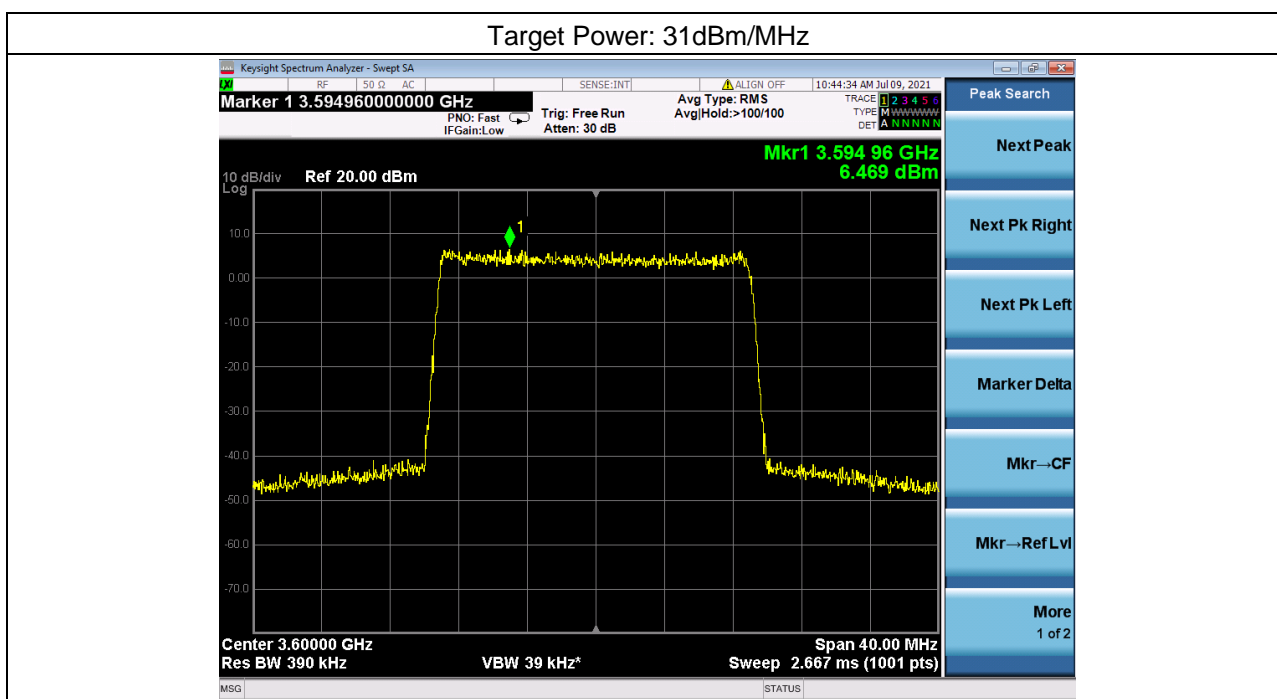 Target Power: 31dBm/MHz
Keysight Spectrum Analyzer - Swept SA
LXI RF 50 Ω AC SENSE:INT ALIGN OFF 10:44:34 AM Jul 09, 2021
Marker 1 3.594960000000 GHz
PNO: Fast
IFGain:Low
Trig: Free Run
Atten: 30 dB
Avg Type: RMS
Avg|Hold:>100/100
TRACE 1 2 3 4 5 6
TYPE M WWWWW
DET A N N N N N
Mkr1 3.594 96 GHz
6.469 dBm
10 dB/div Ref 20.00 dBm
Log
10.0
0.00
-10.0
-20.0
-30.0
-40.0
-50.0
-60.0
-70.0
1
Center 3.60000 GHz Span 40.00 MHz
Res BW 390 kHz VBW 39 kHz* Sweep 2.667 ms (1001 pts)
MSG STATUS
Peak Search
Next Peak
Next Pk Right
Next Pk Left
Marker Delta
Mkr→CF
Mkr→Ref Lvl
More
1 of 2